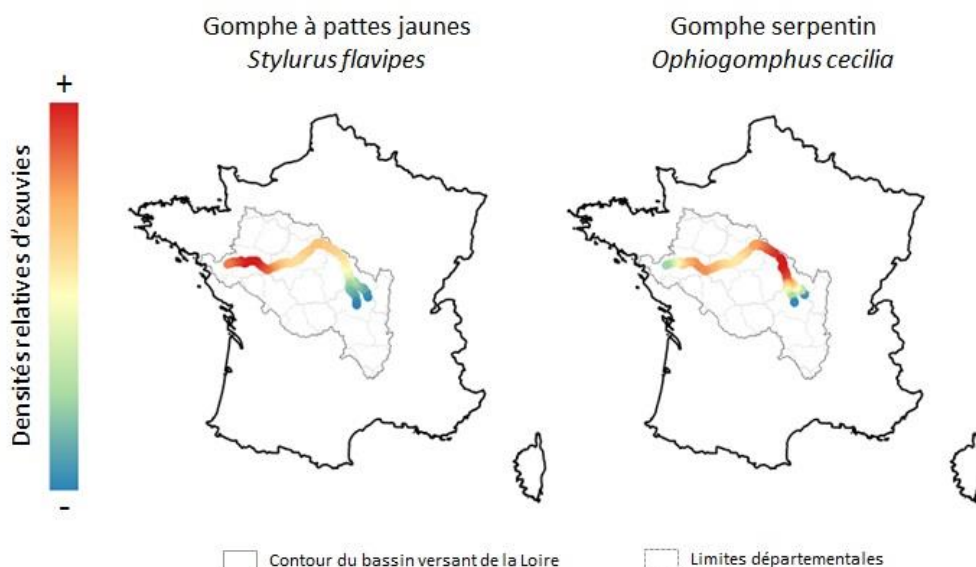 Gomphe à pattes jaunes
Stylurus flavipes
Gomphe serpentin
Ophiogomphus cecilia
+
Densités relatives d'exuvies
-
Contour du bassin versant de la Loire
Limites départementales